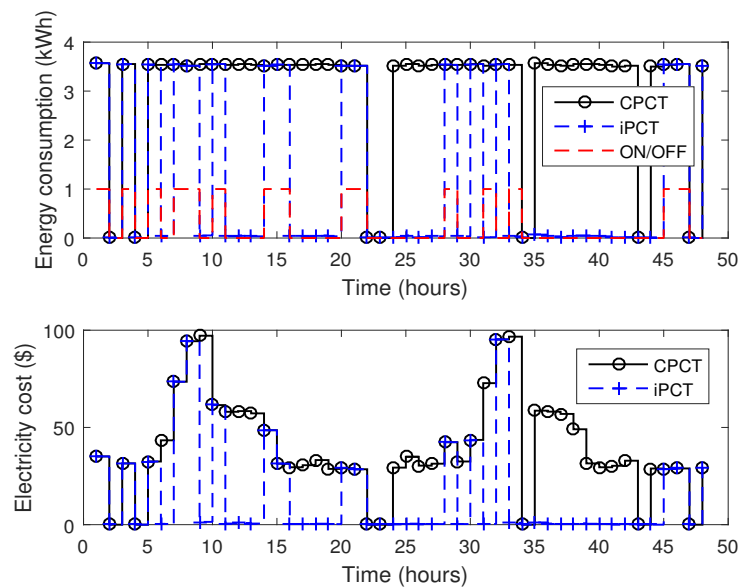 Energy consumption (kWh)
4
3
2
1
0
CPCT
iPCT
ON/OFF
0 5 10 15 20 25 30 35 40 45 50
Time (hours)
Electricity cost ($)
100
50
0
CPCT
iPCT
0 5 10 15 20 25 30 35 40 45 50
Time (hours)